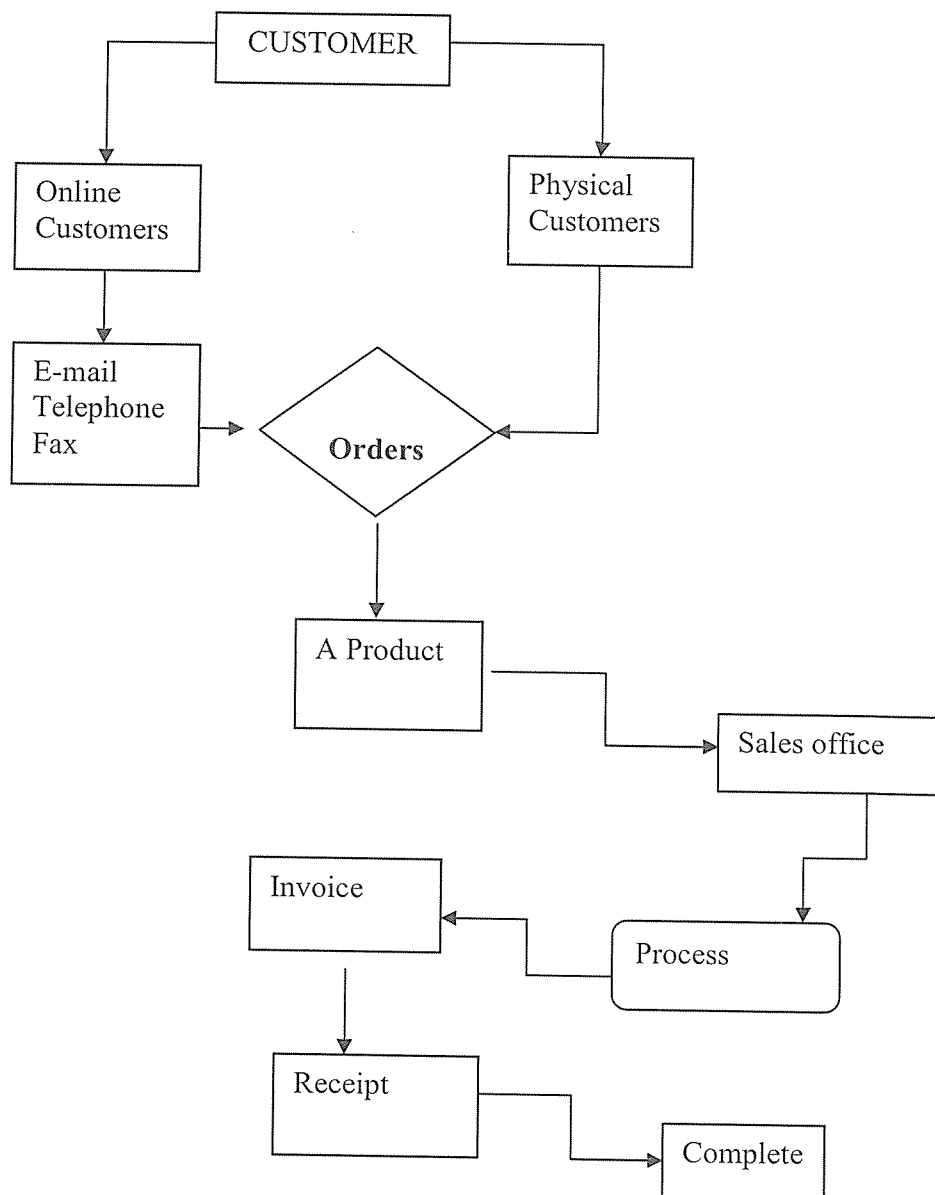 CUSTOMER
Online
Customers
Physical
Customers
E-mail
Telephone
Fax
Orders
A Product
Sales office
Invoice
Process
Receipt
Complete